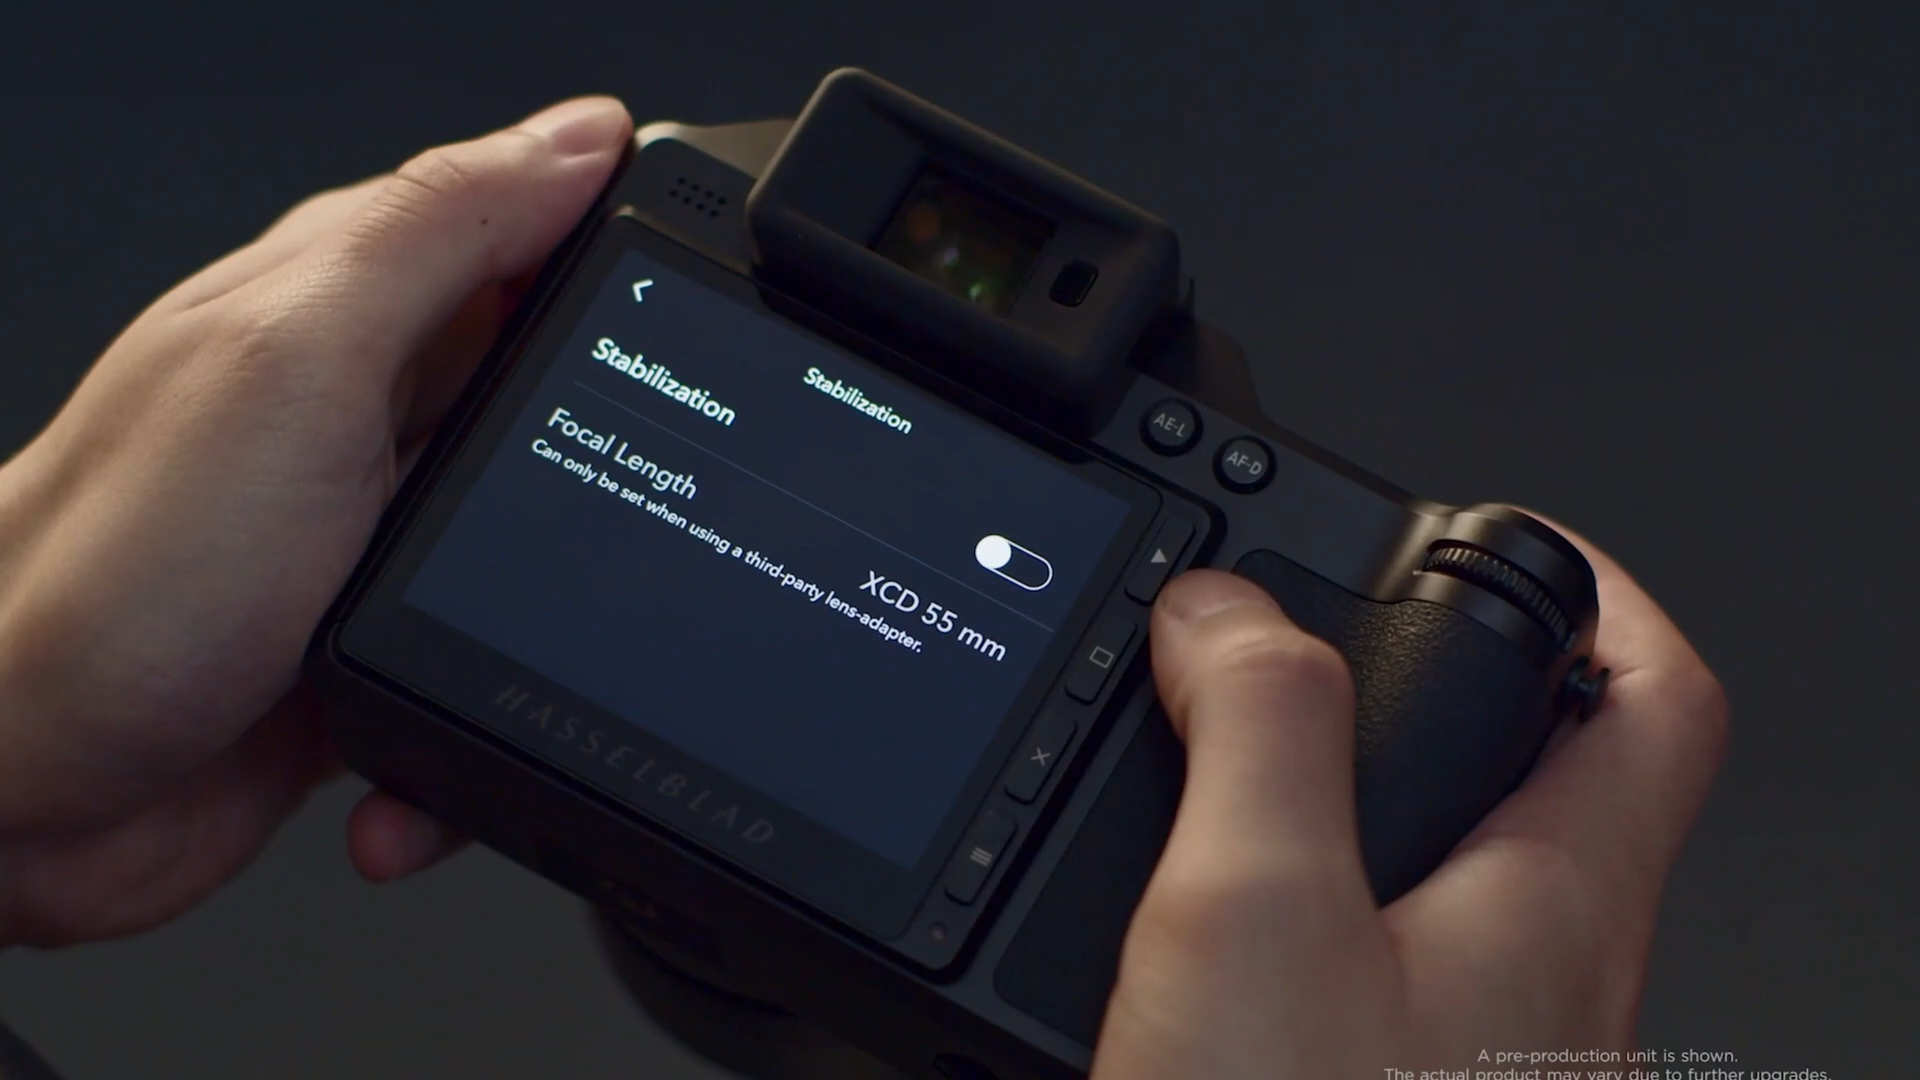 Stabilization
Stabilization
Focal Length
XCD 55 mm
Can only be set when using a third-party lens-adapter.
HASSELBLAD
AE-L
AF-D
A pre-production unit is shown.
The actual product may vary due to further upgrades.